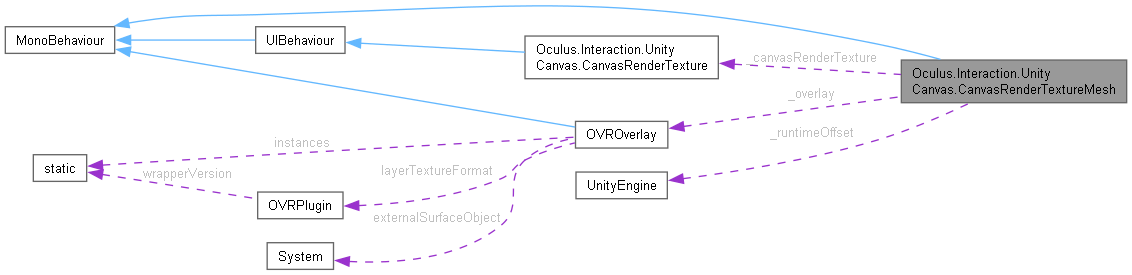 MonoBehaviour
UIBehaviour
Oculus.Interaction.Unity
Canvas.CanvasRenderTexture
_canvasRenderTexture
Oculus.Interaction.Unity
Canvas.CanvasRenderTextureMesh
_overlay
_runtimeOffset
OVROverlay
instances
static
wrapperVersion
layerTextureFormat
UnityEngine
OVRPlugin
externalSurfaceObject
System